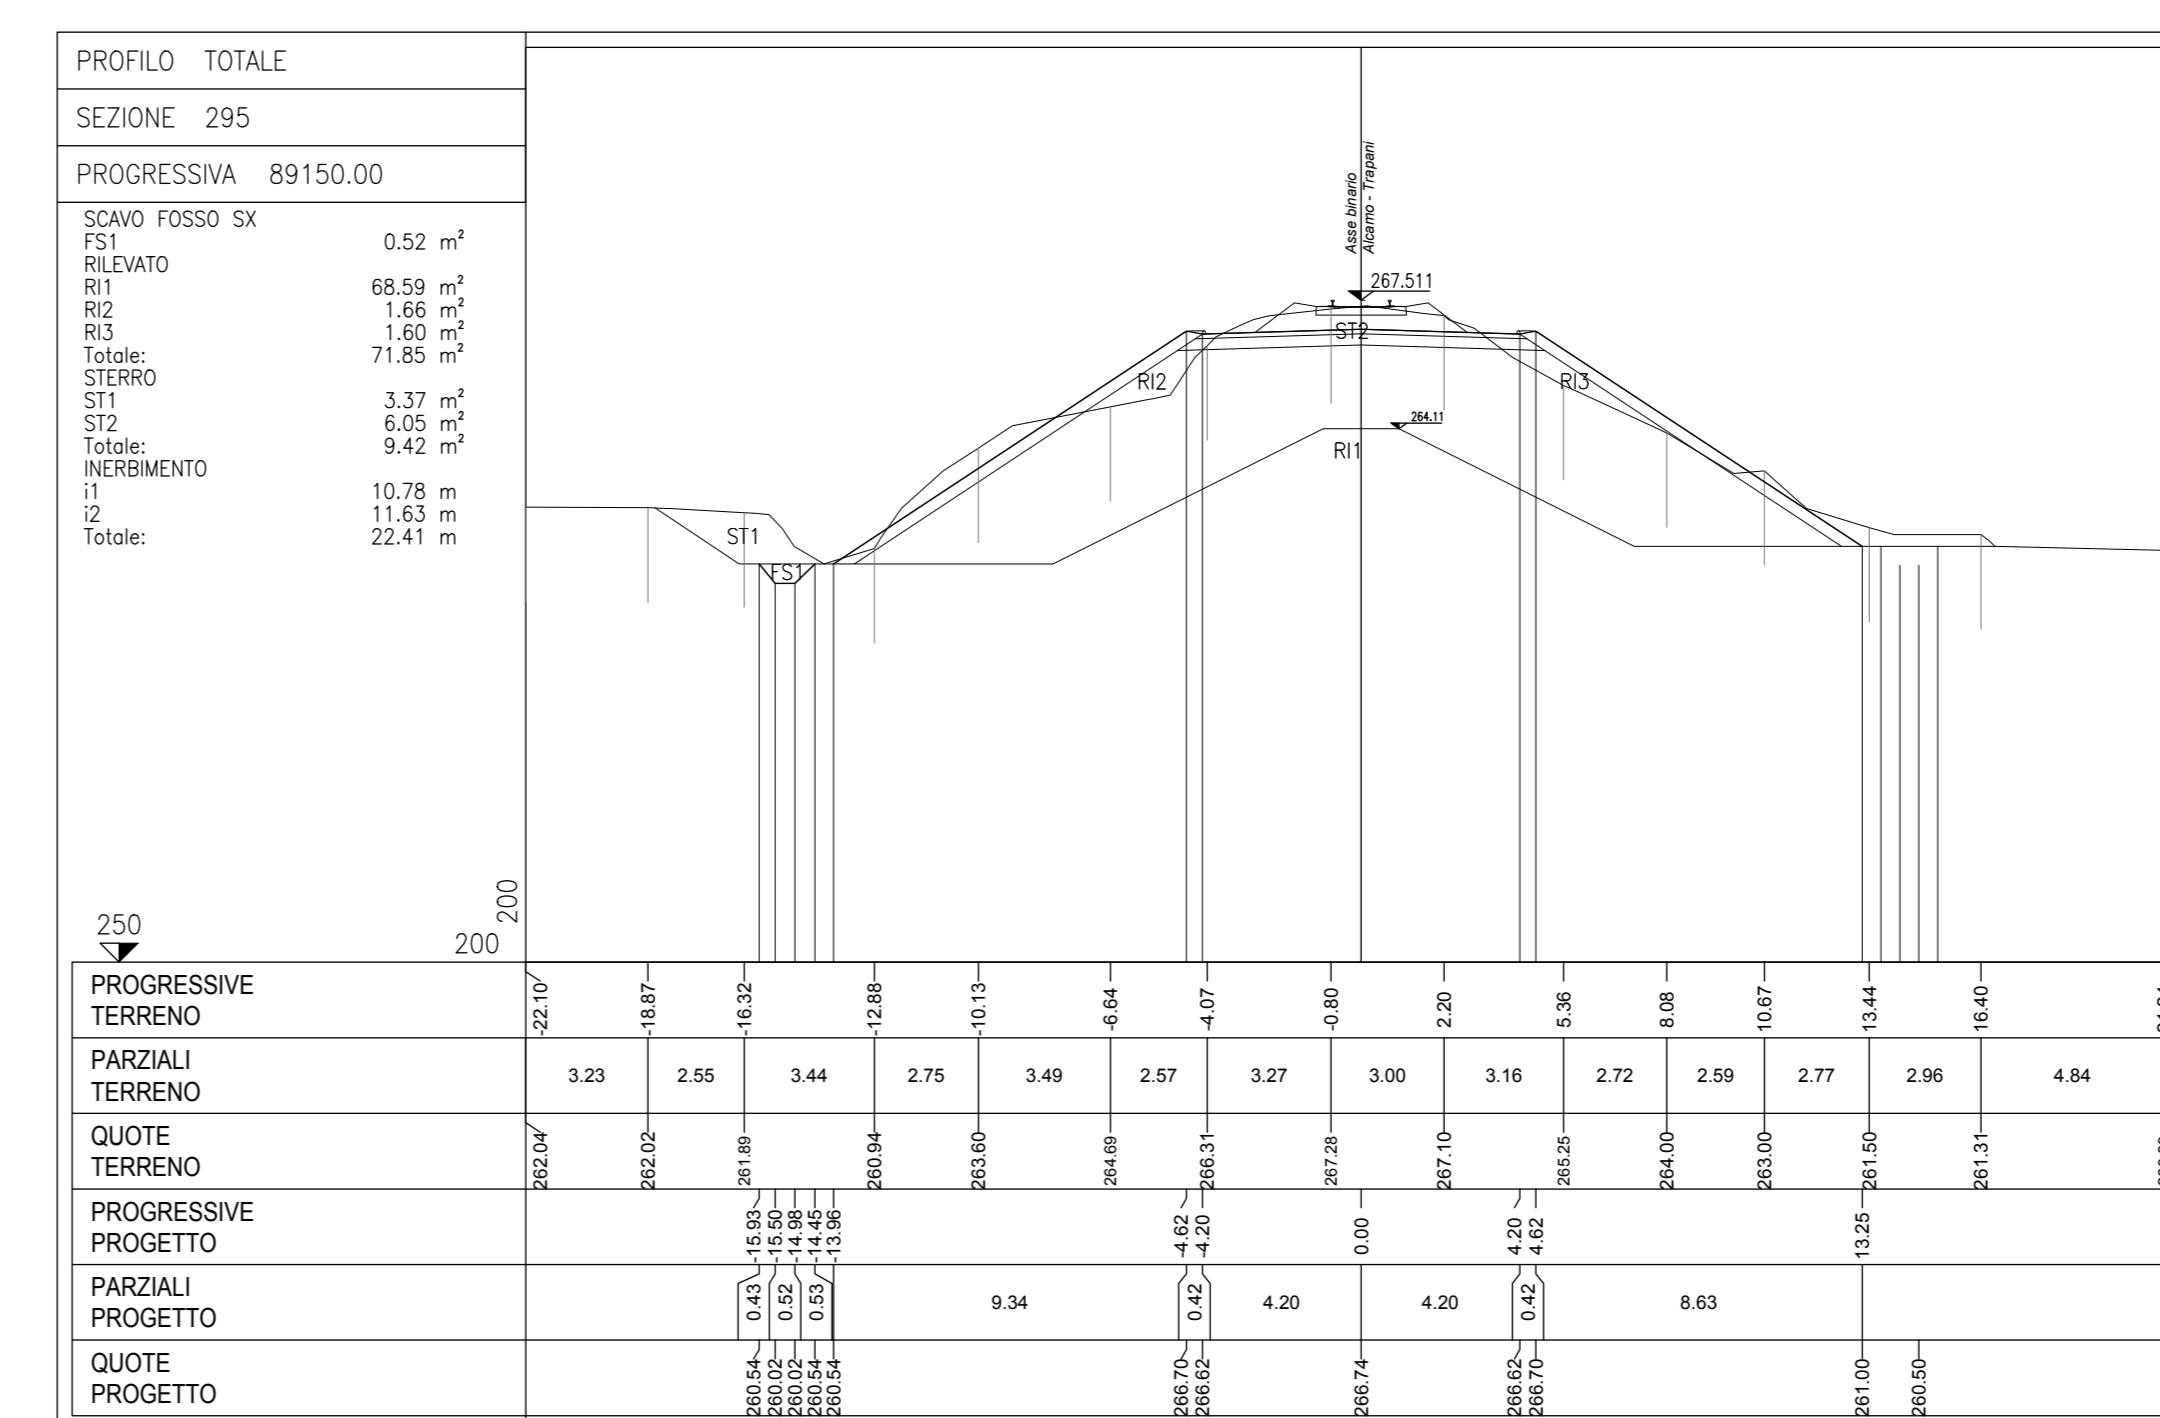 PROFILO TOTALE
SEZIONE 295
PROGRESSIVA 89150.00
SCAVO FOSSO SX
FS1 0.52 m²
RILEVATO
RI1 68.59 m²
RI2 1.66 m²
RI3 1.60 m²
Totale: 71.85 m²
STERRO
ST1 3.37 m²
ST2 6.05 m²
Totale: 9.42 m²
INERBIMENTO
i1 10.78 m
i2 11.63 m
Totale: 22.41 m
Asse binario
Alcamo - Trapani
267.511
ST2
RI2
RI3
264.11
RI1
ST1
FS1
250
200
200
PROGRESSIVE
TERRENO
-22.10 -18.87 -16.32 -12.88 -10.13 -6.64 -4.07 -0.80 2.20 5.36 8.08 10.67 13.44 16.40
PARZIALI
TERRENO
3.23 2.55 3.44 2.75 3.49 2.57 3.27 3.00 3.16 2.72 2.59 2.77 2.96 4.84
QUOTE
TERRENO
262.04 262.02 261.89 260.94 263.60 264.69 266.31 267.28 267.10 265.25 264.00 263.00 261.50 261.31
PROGRESSIVE
PROGETTO
-15.93 -15.50 -14.98 -14.45 -13.96 -4.62 -4.20 0.00 4.20 4.62 13.25
PARZIALI
PROGETTO
0.43 0.52 0.53 9.34 0.42 4.20 4.20 0.42 8.63
QUOTE
PROGETTO
260.54 260.02 260.02 260.54 260.54 266.70 266.62 266.74 266.62 266.70 261.00 260.50